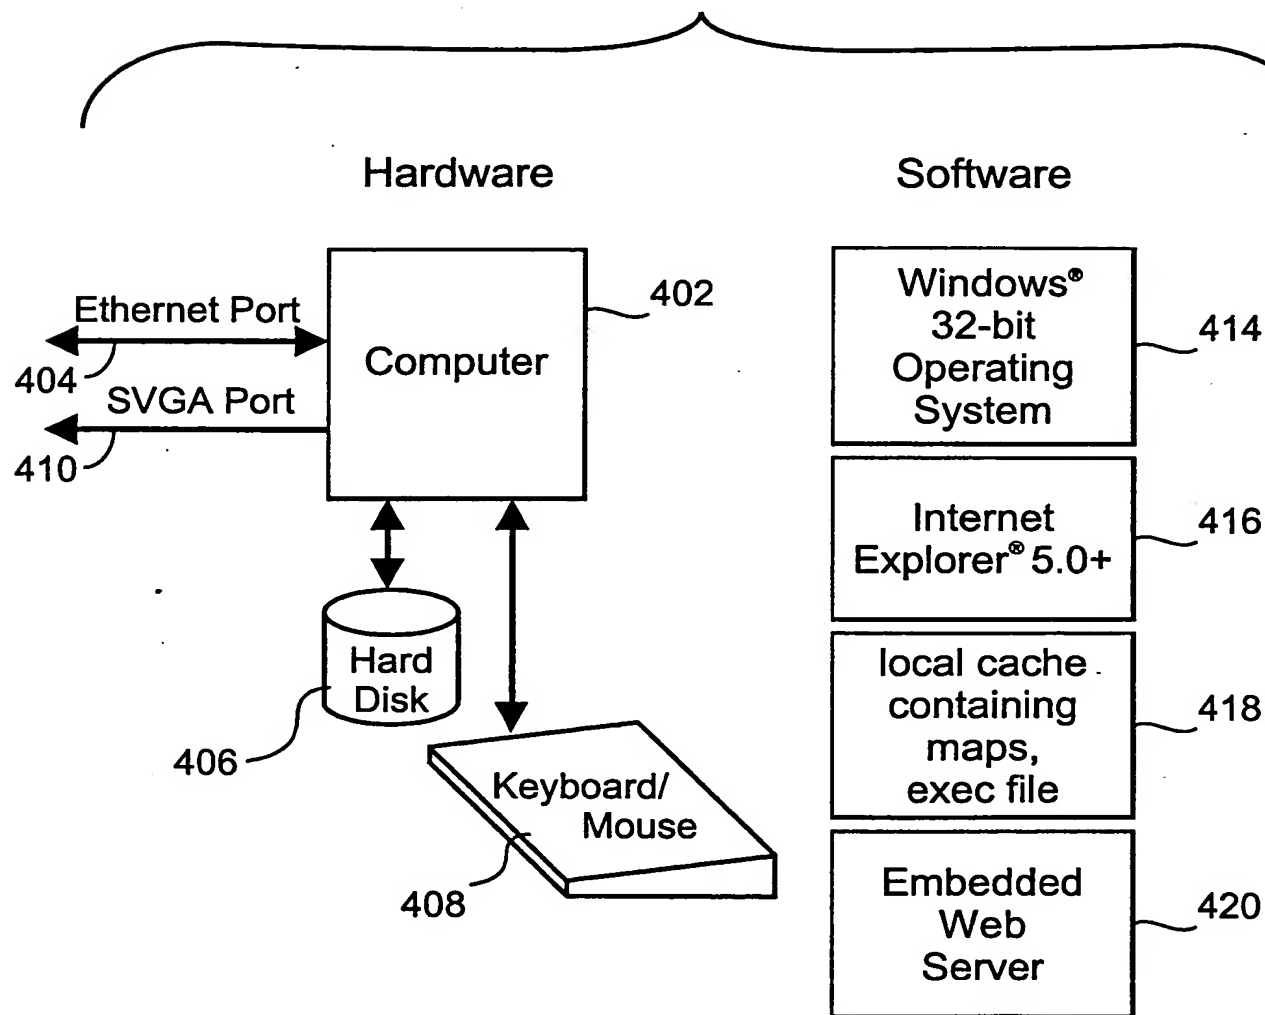 Hardware
Software
Ethernet Port
404
SVGA Port
410
Computer
402
Hard
Disk
406
Keyboard/
Mouse
408
Windows®
32-bit
Operating
System
414
Internet
Explorer® 5.0+
416
local cache
containing
maps,
exec file
418
Embedded
Web
Server
420